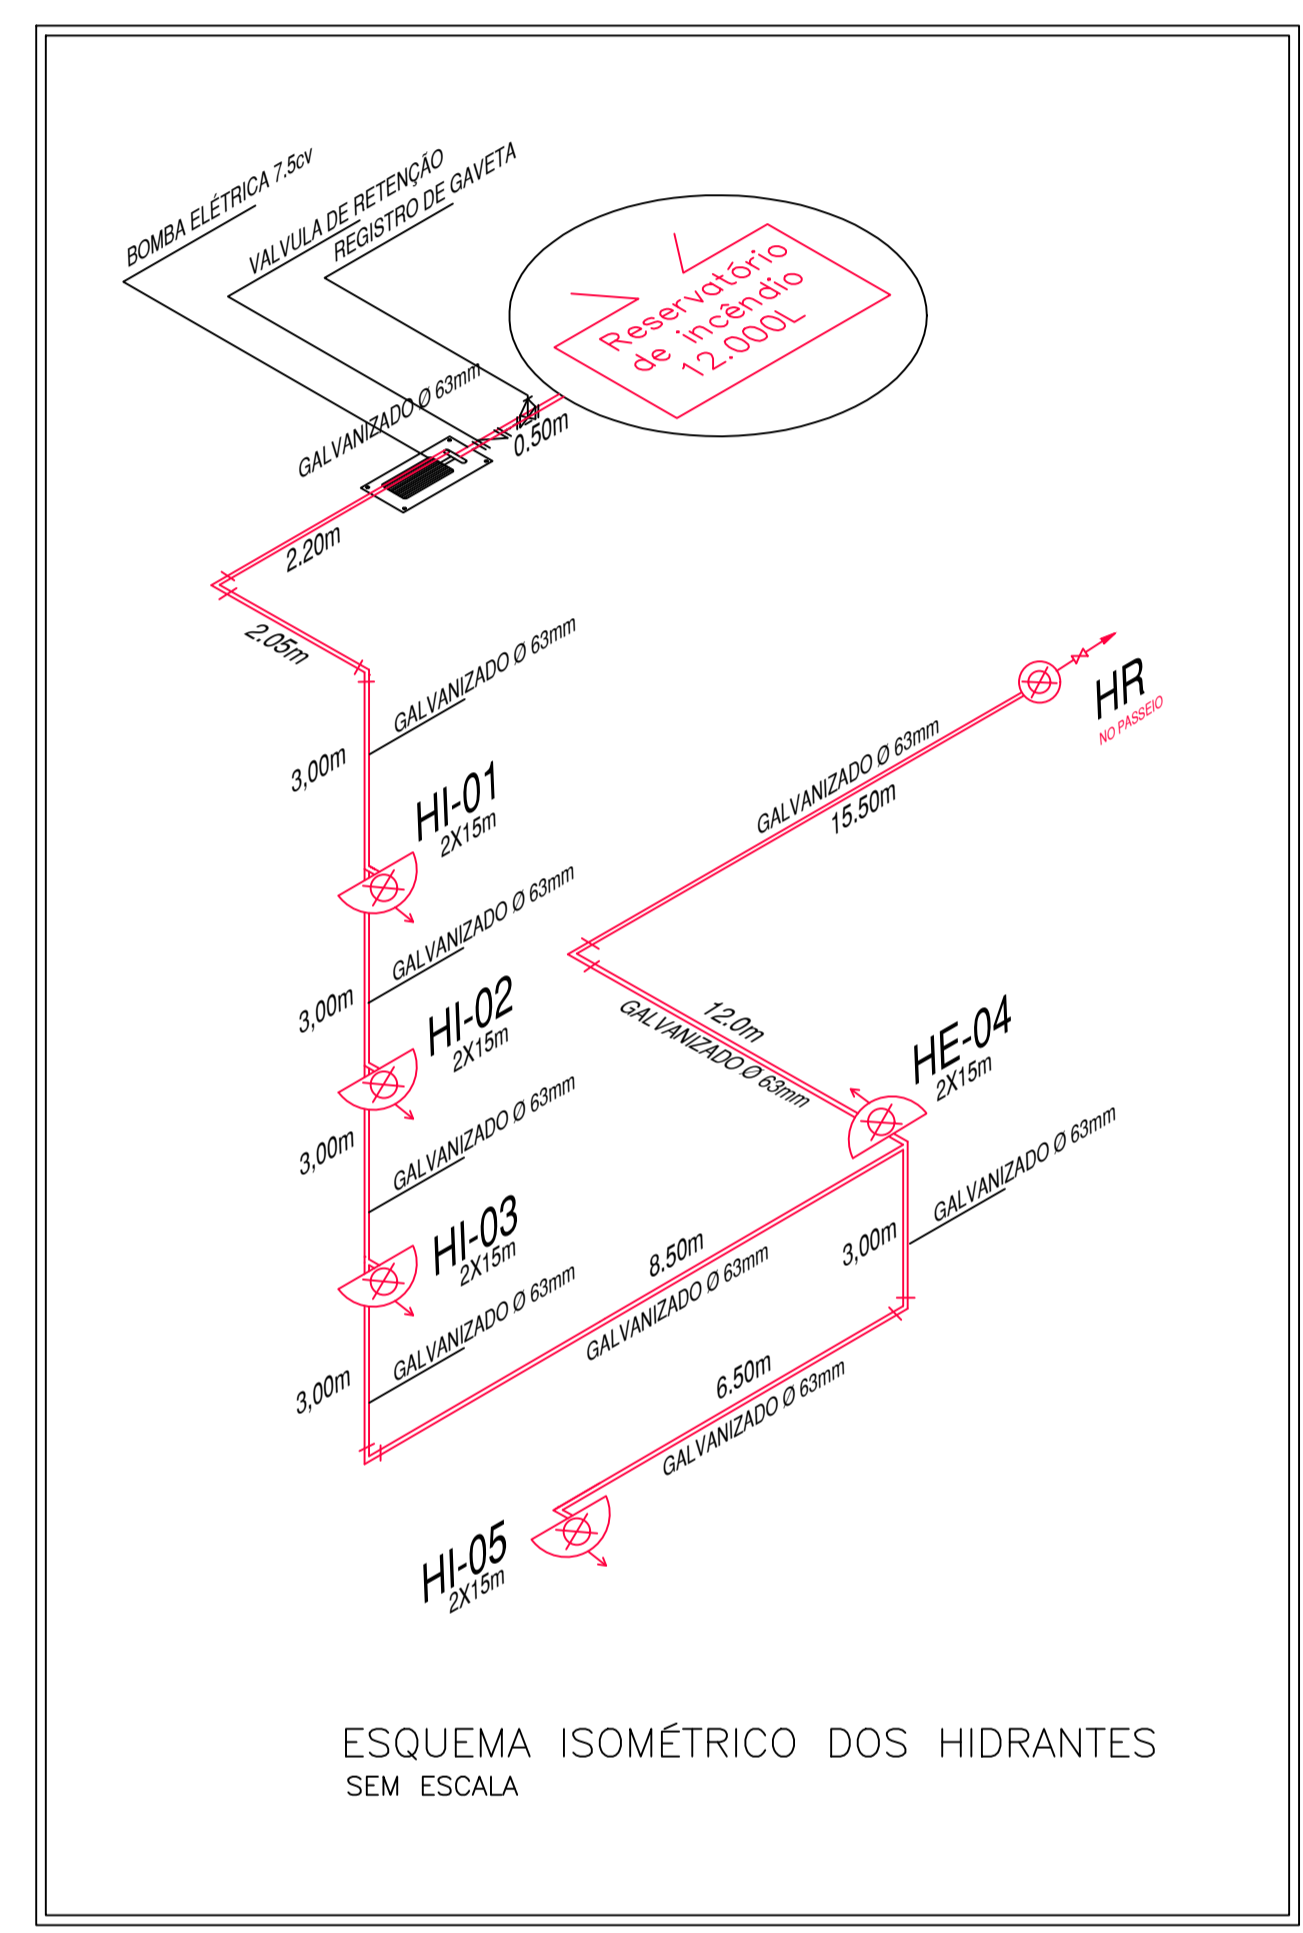 BOMBA ELÉTRICA 7.5cv
VALVULA DE RETENÇÃO
REGISTRO DE GAVETA
Reservatório
de incêndio
12.000L
GALVANIZADO Ø 63mm
0.50m
2.20m
2.05m
GALVANIZADO Ø 63mm
3,00m
HI-01
2X15m
GALVANIZADO Ø 63mm
3,00m
HI-02
2X15m
GALVANIZADO Ø 63mm
3,00m
HI-03
2X15m
GALVANIZADO Ø 63mm
3,00m
HR
NO PASSEIO
GALVANIZADO Ø 63mm
15.50m
12.0m
GALVANIZADO Ø 63mm
HE-04
2X15m
GALVANIZADO Ø 63mm
3,00m
8.50m
GALVANIZADO Ø 63mm
6.50m
GALVANIZADO Ø 63mm
HI-05
2X15m
ESQUEMA ISOMÉTRICO DOS HIDRANTES
SEM ESCALA